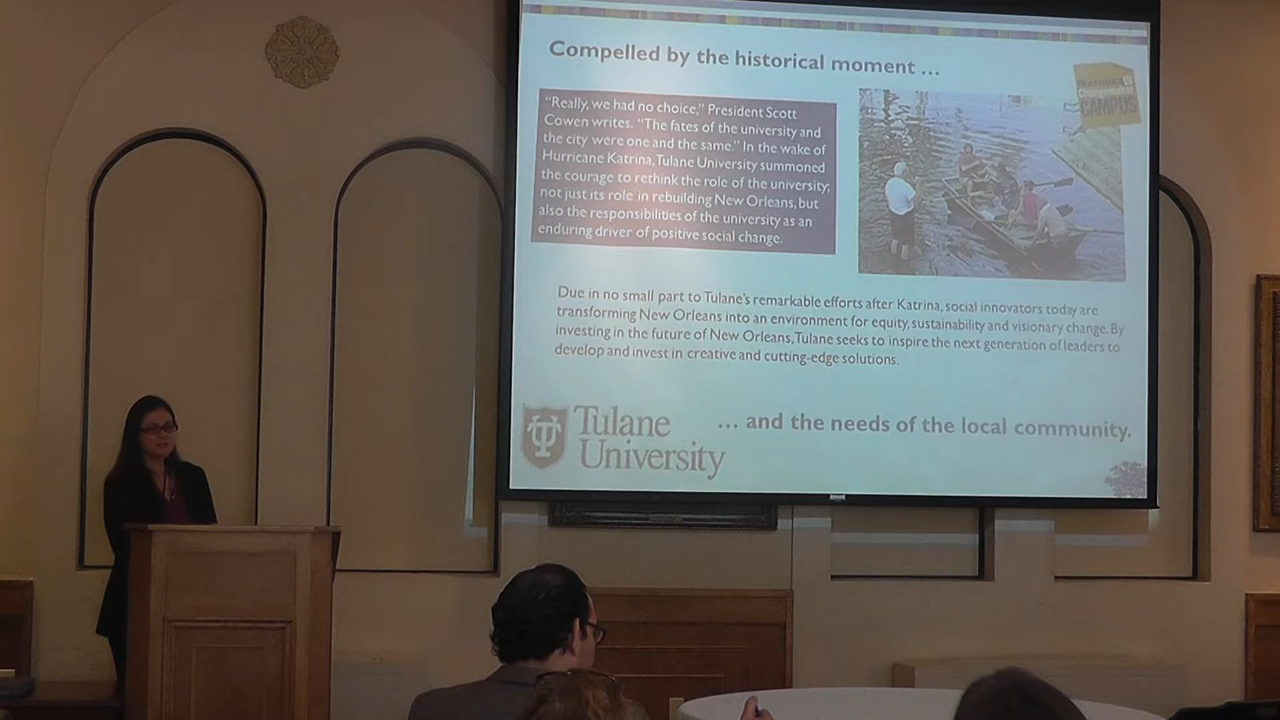 Compelled by the historical moment ...
Changemaker
CAMPUS
"Really, we had no choice," President Scott
Cowen writes. "The fates of the university and
the city were one and the same." In the wake of
Hurricane Katrina, Tulane University summoned
the courage to rethink the role of the university;
not just its role in rebuilding New Orleans, but
also the responsibilities of the university as an
enduring driver of positive social change.
Due in no small part to Tulane's remarkable efforts after Katrina, social innovators today are
transforming New Orleans into an environment for equity, sustainability and visionary change. By
investing in the future of New Orleans, Tulane seeks to inspire the next generation of leaders to
develop and invest in creative and cutting-edge solutions.
Tulane
University
... and the needs of the local community.